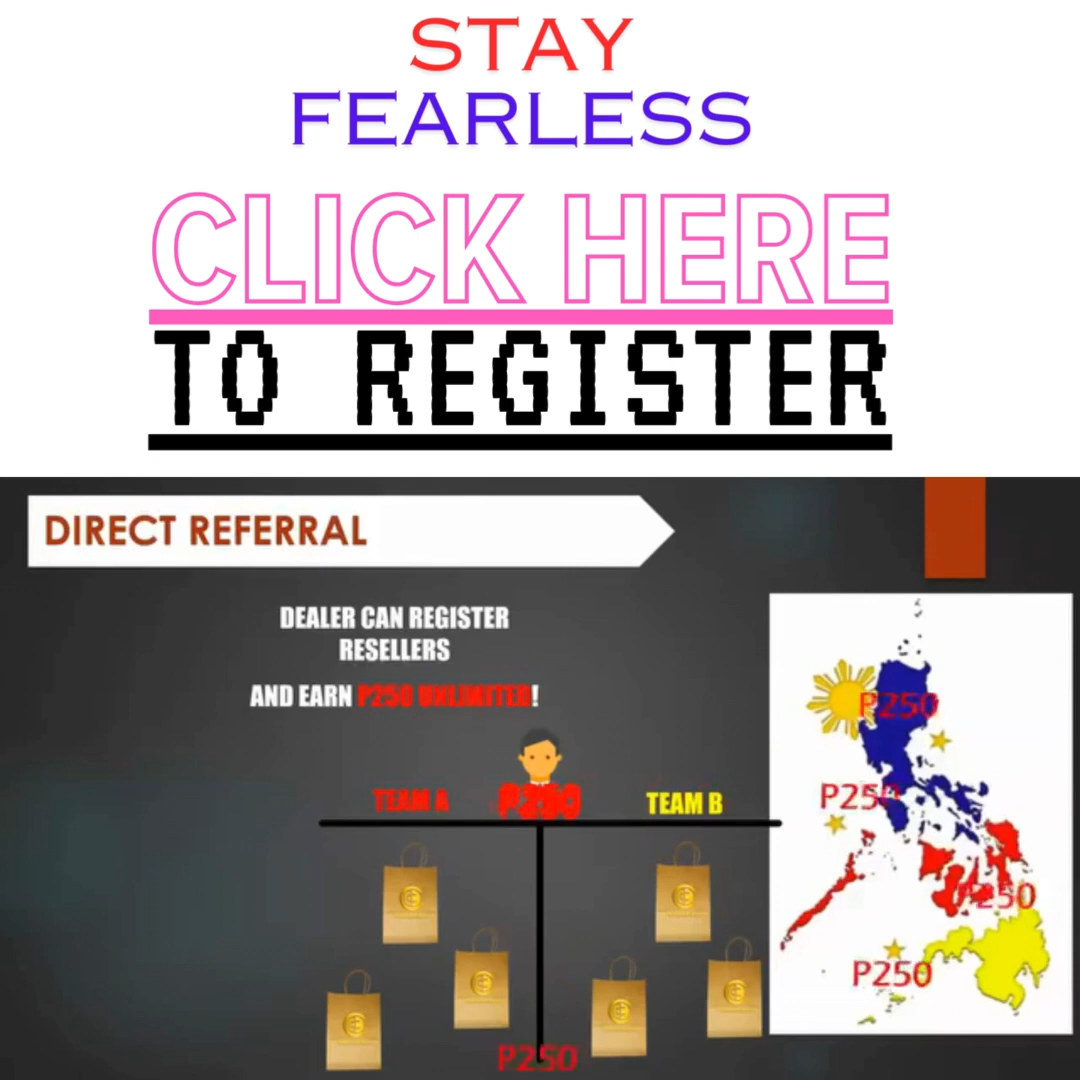 STAY
FEARLESS
CLICK HERE
TO REGISTER
DIRECT REFERRAL
DEALER CAN REGISTER
RESELLERS
AND EARN P250 UNLIMITED!
TEAM A
P250
TEAM B
P250
P250
P250
P250
P250
P250